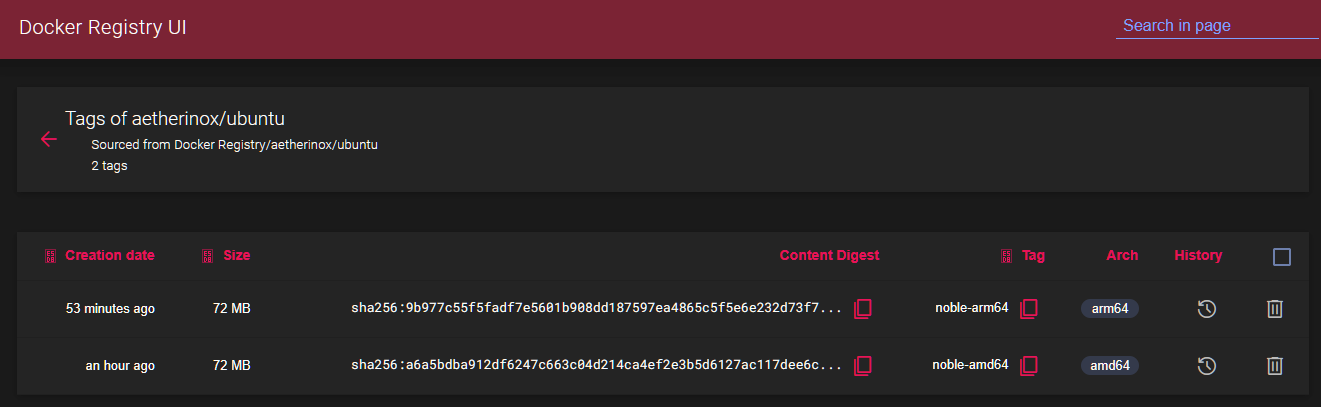 Docker Registry UI
Search in page
Tags of aetherinox/ubuntu
Sourced from Docker Registry/aetherinox/ubuntu
2 tags
Creation date Size Content Digest Tag Arch History
53 minutes ago 72 MB sha256:9b977c55f5fadf7e5601b908dd187597ea4865c5f5e6e232d73f7... noble-arm64 arm64
an hour ago 72 MB sha256:a6a5bdba912df6247c663c04d214ca4ef2e3b5d6127ac117dee6c... noble-amd64 amd64